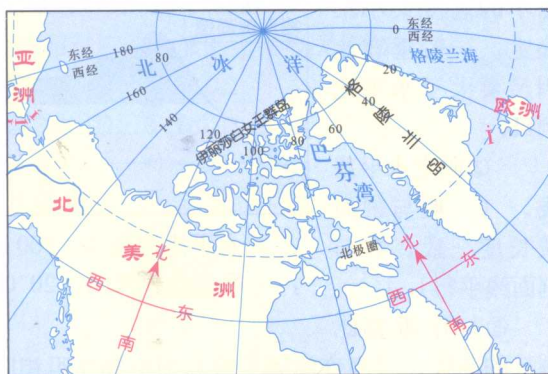 东经
西经
180
80
160
140
120
100
80
60
40
20
0
东经
西经
亚洲
北冰洋
格陵兰海
欧洲
格陵兰岛
伊丽莎白女王群岛
巴芬湾
北美洲
北极圈
北
西 东
南
北
西 东
南